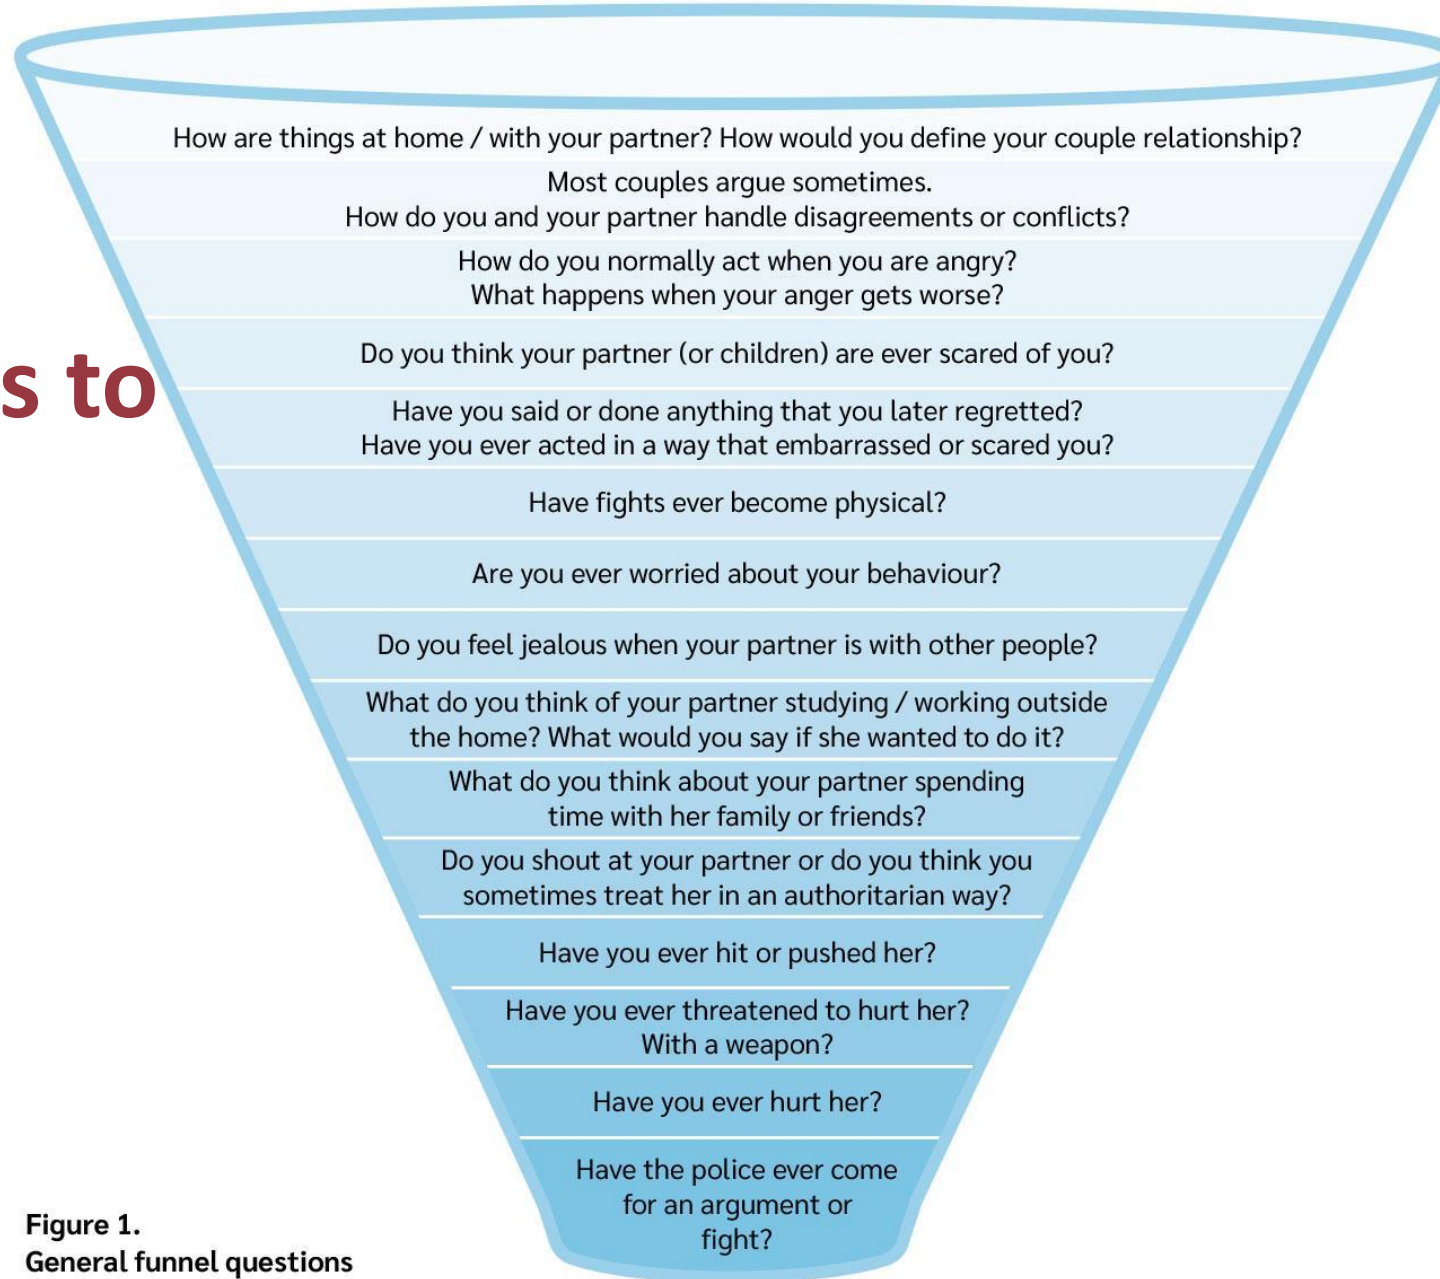 How are things at home / with your partner? How would you define your couple relationship?
Most couples argue sometimes.
How do you and your partner handle disagreements or conflicts?
How do you normally act when you are angry?
What happens when your anger gets worse?
Do you think your partner (or children) are ever scared of you?
s to
Have you said or done anything that you later regretted?
Have you ever acted in a way that embarrassed or scared you?
Have fights ever become physical?
Are you ever worried about your behaviour?
Do you feel jealous when your partner is with other people?
What do you think of your partner studying / working outside
the home? What would you say if she wanted to do it?
What do you think about your partner spending
time with her family or friends?
Do you shout at your partner or do you think you
sometimes treat her in an authoritarian way?
Have you ever hit or pushed her?
Have you ever threatened to hurt her?
With a weapon?
Have you ever hurt her?
Have the police ever come
for an argument or
fight?
Figure 1.
General funnel questions